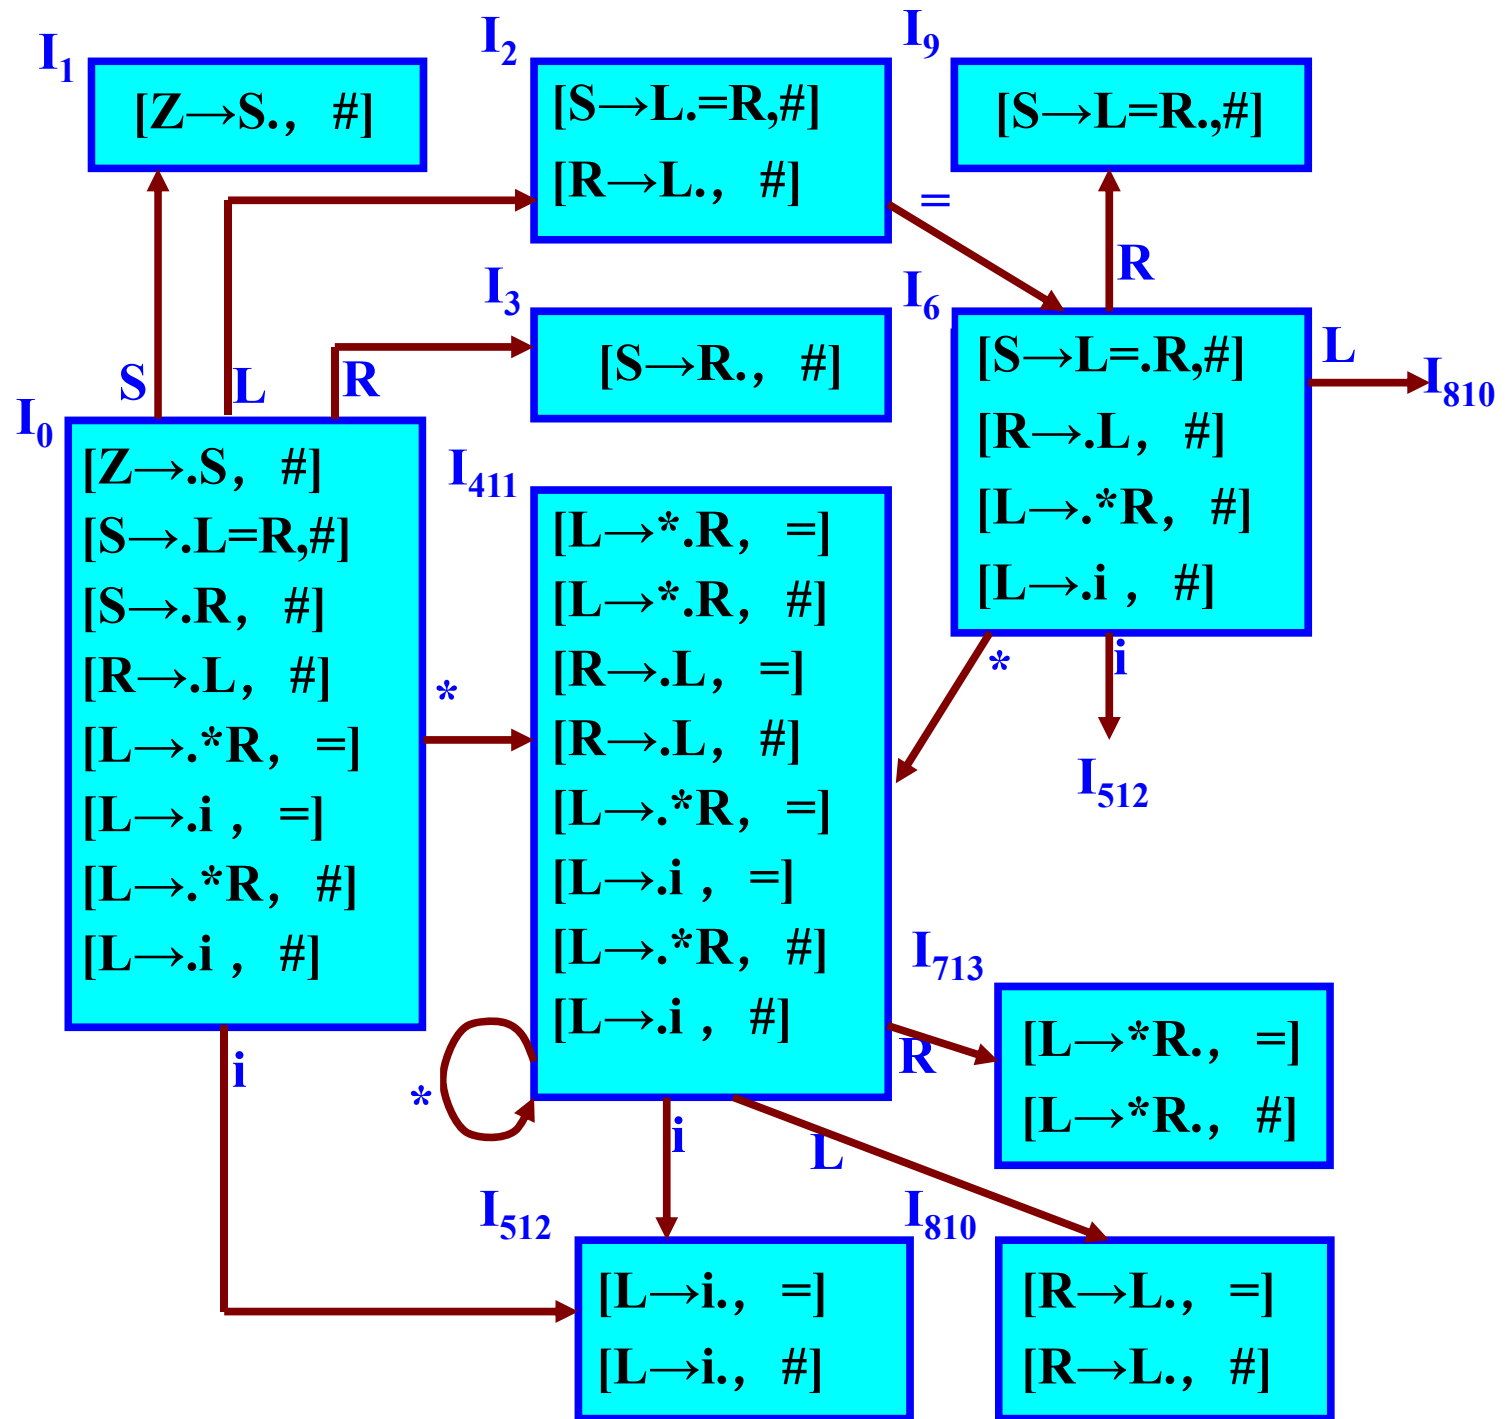 I1
[Z→S., #]
I2
[S→L.=R,#]
[R→L., #]
I9
[S→L=R.,#]
=
R
I3
[S→R., #]
I6
[S→L=.R,#]
[R→.L, #]
[L→.*R, #]
[L→.i , #]
L
I810
S
L
R
I0
[Z→.S, #]
[S→.L=R,#]
[S→.R, #]
[R→.L, #]
[L→.*R, =]
[L→.i , =]
[L→.*R, #]
[L→.i , #]
*
I411
[L→*.R, =]
[L→*.R, #]
[R→.L, =]
[R→.L, #]
[L→.*R, =]
[L→.i , =]
[L→.*R, #]
[L→.i , #]
*
i
I512
I713
[L→*R., =]
[L→*R., #]
R
i
*
i
L
I512
[L→i., =]
[L→i., #]
I810
[R→L., =]
[R→L., #]